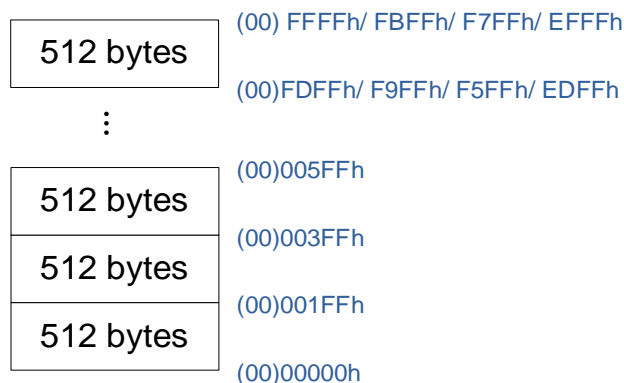 (00) FFFFh/ FBFFh/ F7FFh/ EFFFh
512 bytes
(00)FDFFh/ F9FFh/ F5FFh/ EDFFh
⋮
(00)005FFh
512 bytes
(00)003FFh
512 bytes
(00)001FFh
512 bytes
(00)00000h